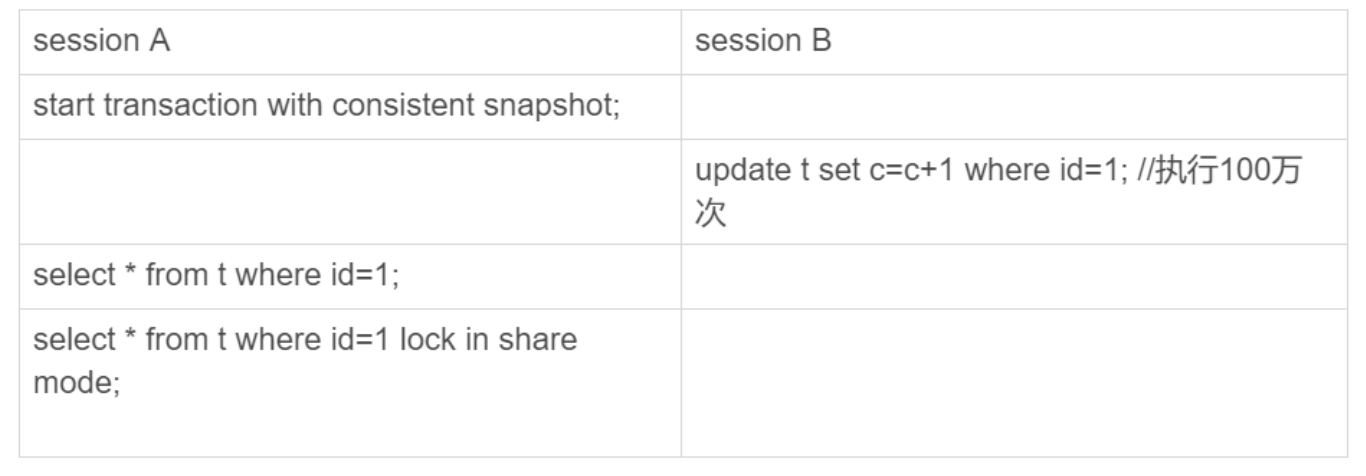 session A
session B
start transaction with consistent snapshot;
update t set c=c+1 where id=1; //执行100万
次
select * from t where id=1;
select * from t where id=1 lock in share
mode;